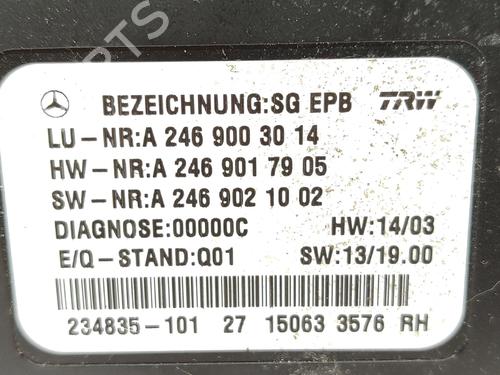 PARTS
BEZEICHNUNG:SG EPB TRW
LU-NR:A 246 900 30 14
HW-NR:A 246 901 79 05
SW-NR:A 246 902 10 02
DIAGNOSE:00000C HW:14/03
E/Q-STAND:Q01 SW:13/19.00
234835-101 27 15063 3576 RH